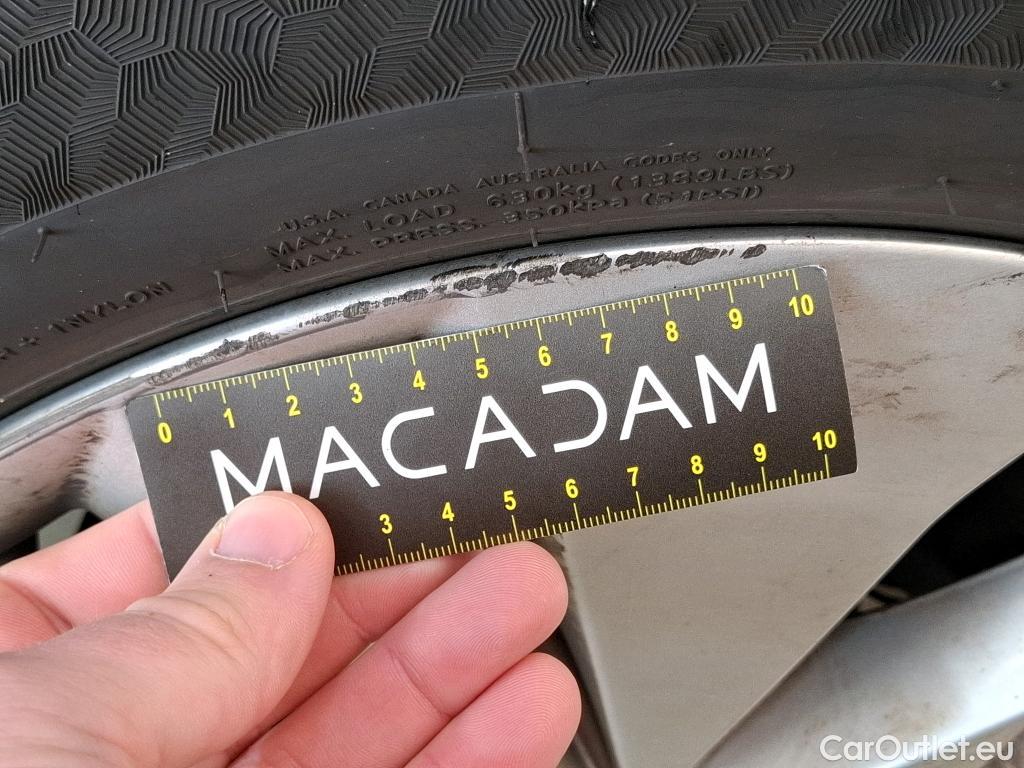 U.S.A. CANADA AUSTRALIA CODES ONLY
MAX. LOAD 630kg (1389LBS)
MAX. PRESS. 350kPa (51PSI)
+ 1NYLON
0 1 2 3 4 5 6 7 8 9 10
MACADAM
3 4 5 6 7 8 9 10
CarOutlet.eu